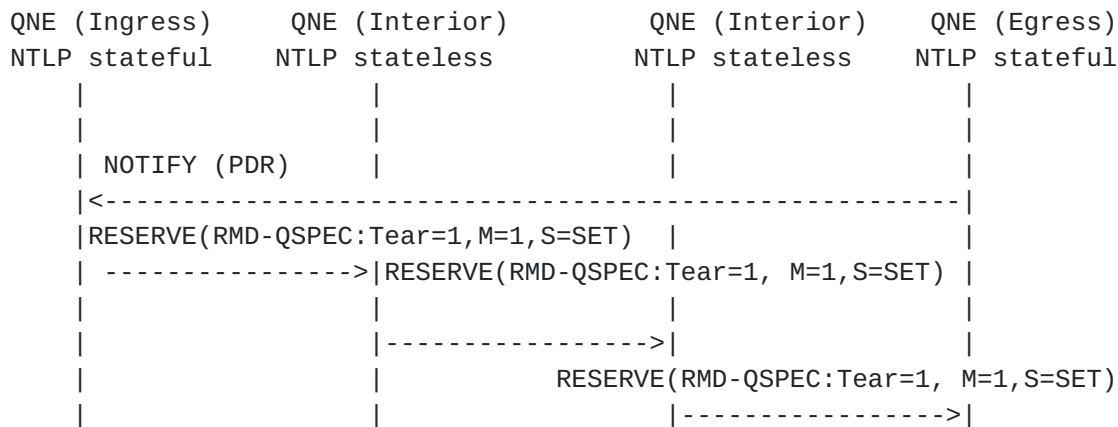 QNE (Ingress)     QNE (Interior)        QNE (Interior)    QNE (Egress)
NTLP stateful    NTLP stateless         NTLP stateless    NTLP stateful
NOTIFY (PDR)
RESERVE(RMD-QSPEC:Tear=1,M=1,S=SET)
RESERVE(RMD-QSPEC:Tear=1, M=1,S=SET)
RESERVE(RMD-QSPEC:Tear=1, M=1,S=SET)